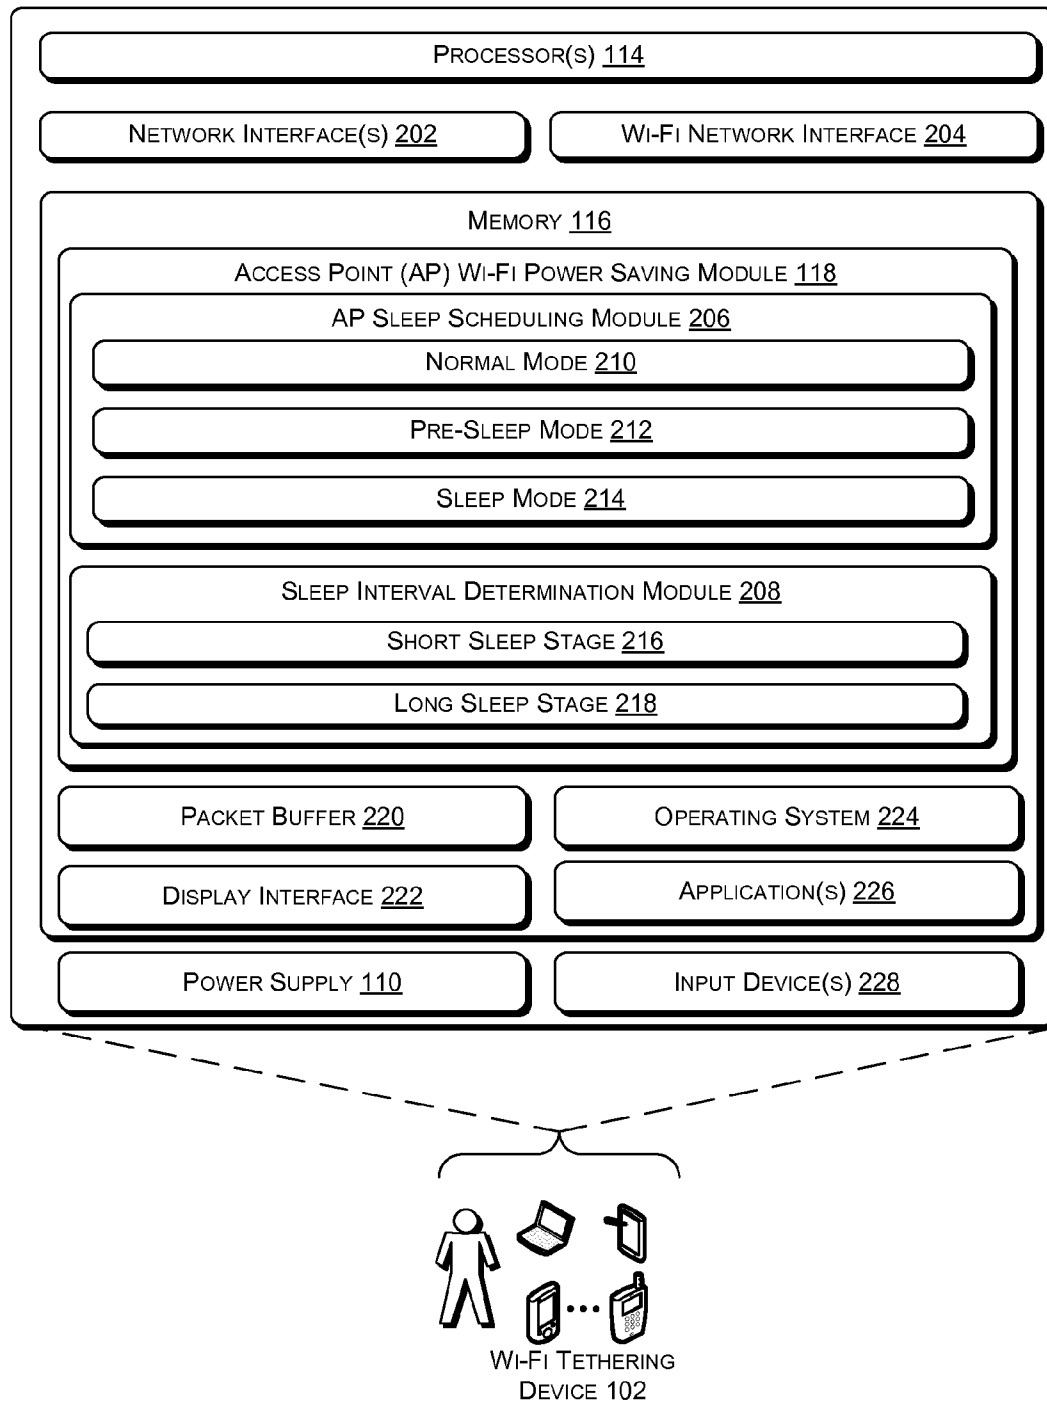 PROCESSOR(S) 114
NETWORK INTERFACE(S) 202
WI-FI NETWORK INTERFACE 204
MEMORY 116
ACCESS POINT (AP) WI-FI POWER SAVING MODULE 118
AP SLEEP SCHEDULING MODULE 206
NORMAL MODE 210
PRE-SLEEP MODE 212
SLEEP MODE 214
SLEEP INTERVAL DETERMINATION MODULE 208
SHORT SLEEP STAGE 216
LONG SLEEP STAGE 218
PACKET BUFFER 220
OPERATING SYSTEM 224
DISPLAY INTERFACE 222
APPLICATION(S) 226
POWER SUPPLY 110
INPUT DEVICE(S) 228
WI-FI TETHERING
DEVICE 102